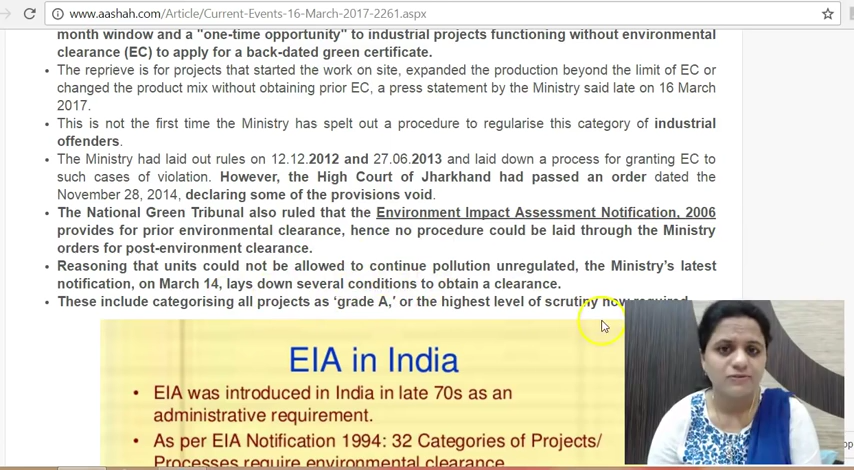 www.aashah.com/Article/Current-Events-16-March-2017-2261.aspx
month window and a "one-time opportunity" to industrial projects functioning without environmental
clearance (EC) to apply for a back-dated green certificate.
• The reprieve is for projects that started the work on site, expanded the production beyond the limit of EC or
changed the product mix without obtaining prior EC, a press statement by the Ministry said late on 16 March
2017.
• This is not the first time the Ministry has spelt out a procedure to regularise this category of industrial
offenders.
• The Ministry had laid out rules on 12.12.2012 and 27.06.2013 and laid down a process for granting EC to
such cases of violation. However, the High Court of Jharkhand had passed an order dated the
November 28, 2014, declaring some of the provisions void.
• The National Green Tribunal also ruled that the Environment Impact Assessment Notification, 2006
provides for prior environmental clearance, hence no procedure could be laid through the Ministry
orders for post-environment clearance.
• Reasoning that units could not be allowed to continue pollution unregulated, the Ministry's latest
notification, on March 14, lays down several conditions to obtain a clearance.
• These include categorising all projects as 'grade A,' or the highest level of scrutiny now required
EIA in India
• EIA was introduced in India in late 70s as an
administrative requirement.
• As per EIA Notification 1994: 32 Categories of Projects/
Processes require environmental clearance